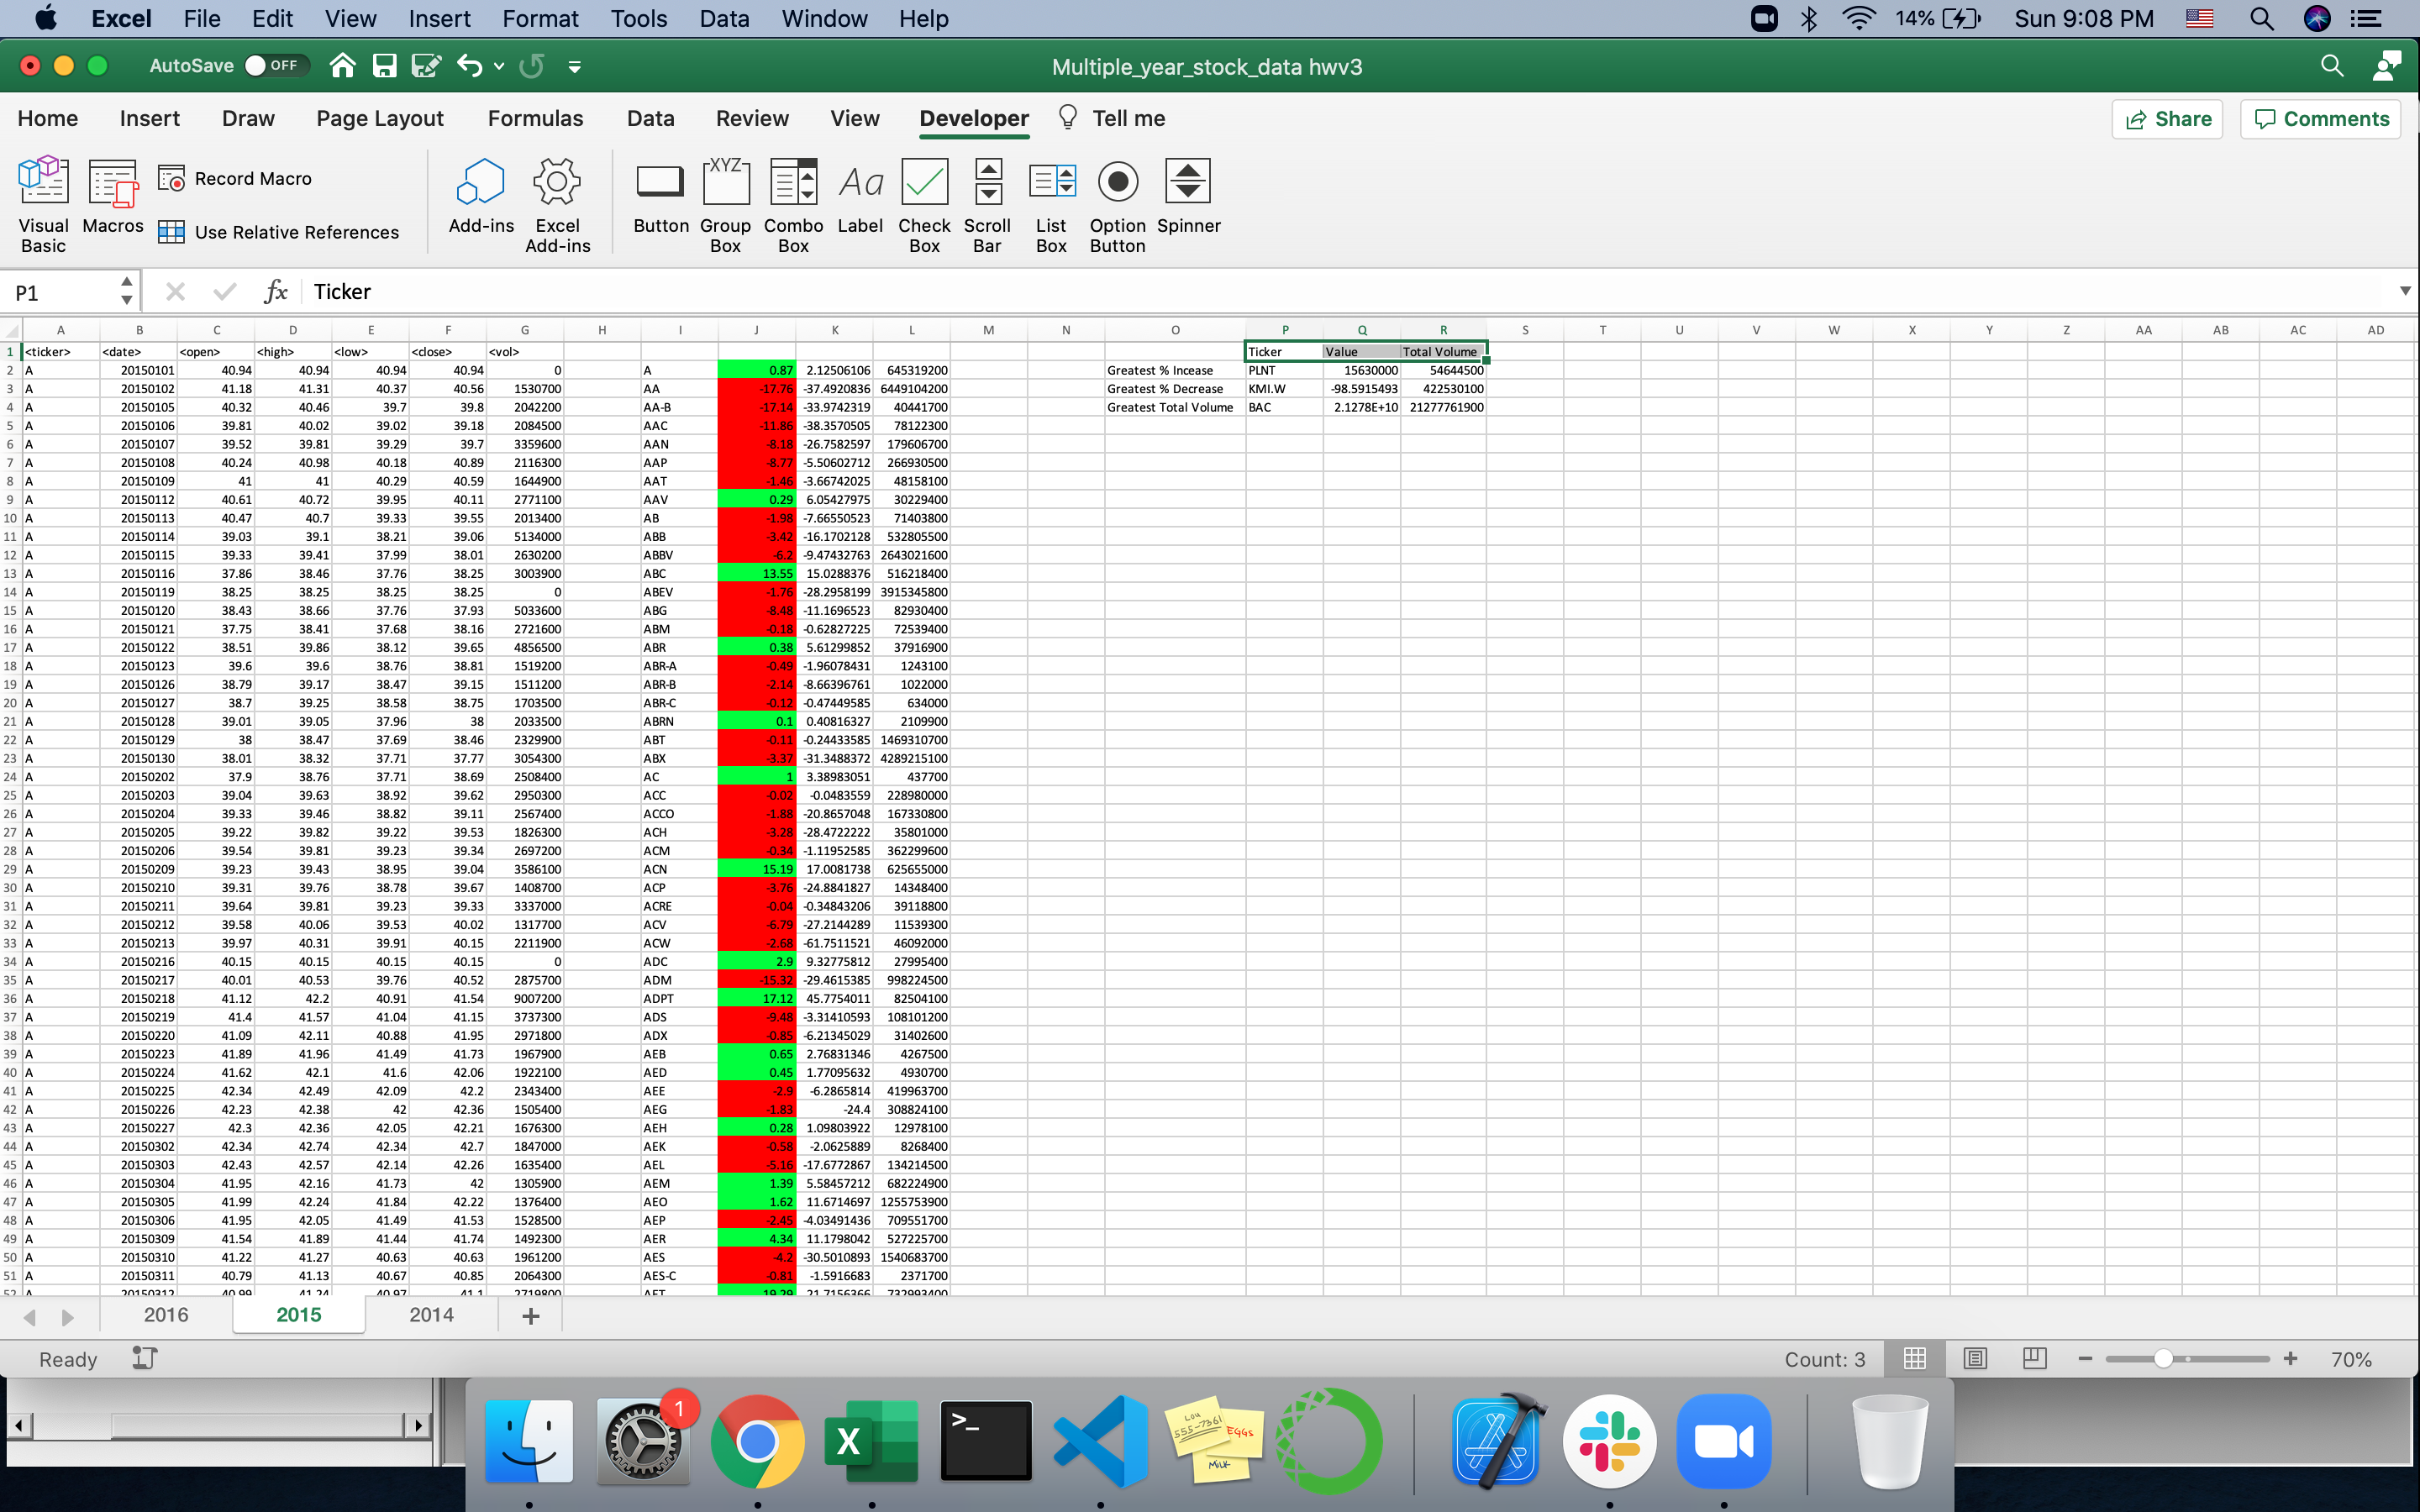 Excel File Edit View Insert Format Tools Data Window Help 14% Sun 9:08 PM
AutoSave OFF Multiple_year_stock_data hwv3
Home Insert Draw Page Layout Formulas Data Review View Developer Tell me Share Comments
Visual Basic Macros Record Macro Use Relative References Add-ins Excel Add-ins Button Group Box Combo Box Label Check Box Scroll Bar List Box Option Button Spinner
XYZ Aa
P1 fx Ticker
A B C D E F G H I J K L M N O P Q R S T U V W X Y Z AA AB AC AD
1 <ticker> <date> <open> <high> <low> <close> <vol> Ticker Value Total Volume
2 A 20150101 40.94 40.94 40.94 40.94 0 A 0.87 2.12506106 645319200 Greatest % Incease PLNT 15630000 54644500
3 A 20150102 41.18 41.31 40.37 40.56 1530700 AA -17.76 -37.4920836 6449104200 Greatest % Decrease KMI.W -98.5915493 422530100
4 A 20150105 40.32 40.46 39.7 39.8 2042200 AA-B -17.14 -33.9742319 40441700 Greatest Total Volume BAC 2.1278E+10 21277761900
5 A 20150106 39.81 40.02 39.02 39.18 2084500 AAC -11.86 -38.3570505 78122300
6 A 20150107 39.52 39.81 39.29 39.7 3359600 AAN -8.18 -26.7582597 179606700
7 A 20150108 40.24 40.98 40.18 40.89 2116300 AAP -8.77 -5.50602712 266930500
8 A 20150109 41 41 40.29 40.59 1644900 AAT -1.46 -3.66742025 48158100
9 A 20150112 40.61 40.72 39.95 40.11 2771100 AAV 0.29 6.05427975 30229400
10 A 20150113 40.47 40.7 39.33 39.55 2013400 AB -1.98 -7.66550523 71403800
11 A 20150114 39.03 39.1 38.21 39.06 5134000 ABB -3.42 -16.1702128 532805500
12 A 20150115 39.33 39.41 37.99 38.01 2630200 ABBV -6.2 -9.47432763 2643021600
13 A 20150116 37.86 38.46 37.76 38.25 3003900 ABC 13.55 15.0288376 516218400
14 A 20150119 38.25 38.25 38.25 38.25 0 ABEV -1.76 -28.2958199 3915345800
15 A 20150120 38.43 38.66 37.76 37.93 5033600 ABG -8.48 -11.1696523 82930400
16 A 20150121 37.75 38.41 37.68 38.16 2721600 ABM -0.18 -0.62827225 72539400
17 A 20150122 38.51 39.86 38.12 39.65 4856500 ABR 0.38 5.61299852 37916900
18 A 20150123 39.6 39.6 38.76 38.81 1519200 ABR-A -0.49 -1.96078431 1243100
19 A 20150126 38.79 39.17 38.47 39.15 1511200 ABR-B -2.14 -8.66396761 1022000
20 A 20150127 38.7 39.25 38.58 38.75 1703500 ABR-C -0.12 -0.47449585 634000
21 A 20150128 39.01 39.05 37.96 38 2033500 ABRN 0.1 0.40816327 2109900
22 A 20150129 38 38.47 37.69 38.46 2329900 ABT -0.11 -0.24433585 1469310700
23 A 20150130 38.01 38.32 37.71 37.77 3054300 ABX -3.37 -31.3488372 4289215100
24 A 20150202 37.9 38.76 37.71 38.69 2508400 AC 1 3.38983051 437700
25 A 20150203 39.04 39.63 38.92 39.62 2950300 ACC -0.02 -0.0483559 228980000
26 A 20150204 39.33 39.46 38.82 39.11 2567400 ACCO -1.88 -20.8657048 167330800
27 A 20150205 39.22 39.82 39.22 39.53 1826300 ACH -3.28 -28.4722222 35801000
28 A 20150206 39.54 39.81 39.23 39.34 2697200 ACM -0.34 -1.11952585 362299600
29 A 20150209 39.23 39.43 38.95 39.04 3586100 ACN 15.19 17.0081738 625655000
30 A 20150210 39.31 39.76 38.78 39.67 1408700 ACP -3.76 -24.8841827 14348400
31 A 20150211 39.64 39.81 39.23 39.33 3337000 ACRE -0.04 -0.34843206 39118800
32 A 20150212 39.58 40.06 39.53 40.02 1317700 ACV -6.79 -27.2144289 11539300
33 A 20150213 39.97 40.31 39.91 40.15 2211900 ACW -2.68 -61.7511521 46092000
34 A 20150216 40.15 40.15 40.15 40.15 0 ADC 2.9 9.32775812 27995400
35 A 20150217 40.01 40.53 39.76 40.52 2875700 ADM -15.32 -29.4615385 998224500
36 A 20150218 41.12 42.2 40.91 41.54 9007200 ADPT 17.12 45.7754011 82504100
37 A 20150219 41.4 41.57 41.04 41.15 3737300 ADS -9.48 -3.31410593 108101200
38 A 20150220 41.09 42.11 40.88 41.95 2971800 ADX -0.85 -6.21345029 31402600
39 A 20150223 41.89 41.96 41.49 41.73 1967900 AEB 0.65 2.76831346 4267500
40 A 20150224 41.62 42.1 41.6 42.06 1922100 AED 0.45 1.77095632 4930700
41 A 20150225 42.34 42.49 42.09 42.2 2343400 AEE -2.9 -6.2865814 419963700
42 A 20150226 42.23 42.38 42 42.36 1505400 AEG -1.83 -24.4 308824100
43 A 20150227 42.3 42.36 42.05 42.21 1676300 AEH 0.28 1.09803922 12978100
44 A 20150302 42.34 42.74 42.34 42.7 1847000 AEK -0.58 -2.0625889 8268400
45 A 20150303 42.43 42.57 42.14 42.26 1635400 AEL -5.16 -17.6772867 134214500
46 A 20150304 41.95 42.16 41.73 42 1305900 AEM 1.39 5.58457212 682224900
47 A 20150305 41.99 42.24 41.84 42.22 1376400 AEO 1.62 11.6714697 1255753900
48 A 20150306 41.95 42.05 41.49 41.53 1528500 AEP -2.45 -4.03491436 709551700
49 A 20150309 41.54 41.89 41.44 41.74 1492300 AER 4.34 11.1798042 527225700
50 A 20150310 41.22 41.27 40.63 40.63 1961200 AES -4.2 -30.5010893 1540683700
51 A 20150311 40.79 41.13 40.67 40.85 2064300 AES-C -0.81 -1.5916683 2371700
52 A 20150312 40.99 41.24 40.97 41.1 2719800 AET 19.29 21.7156366 732993400
2016 2015 2014 +
Ready Count: 3 70%
1
X
>_
Lou
555-7361
EGGs
MILK